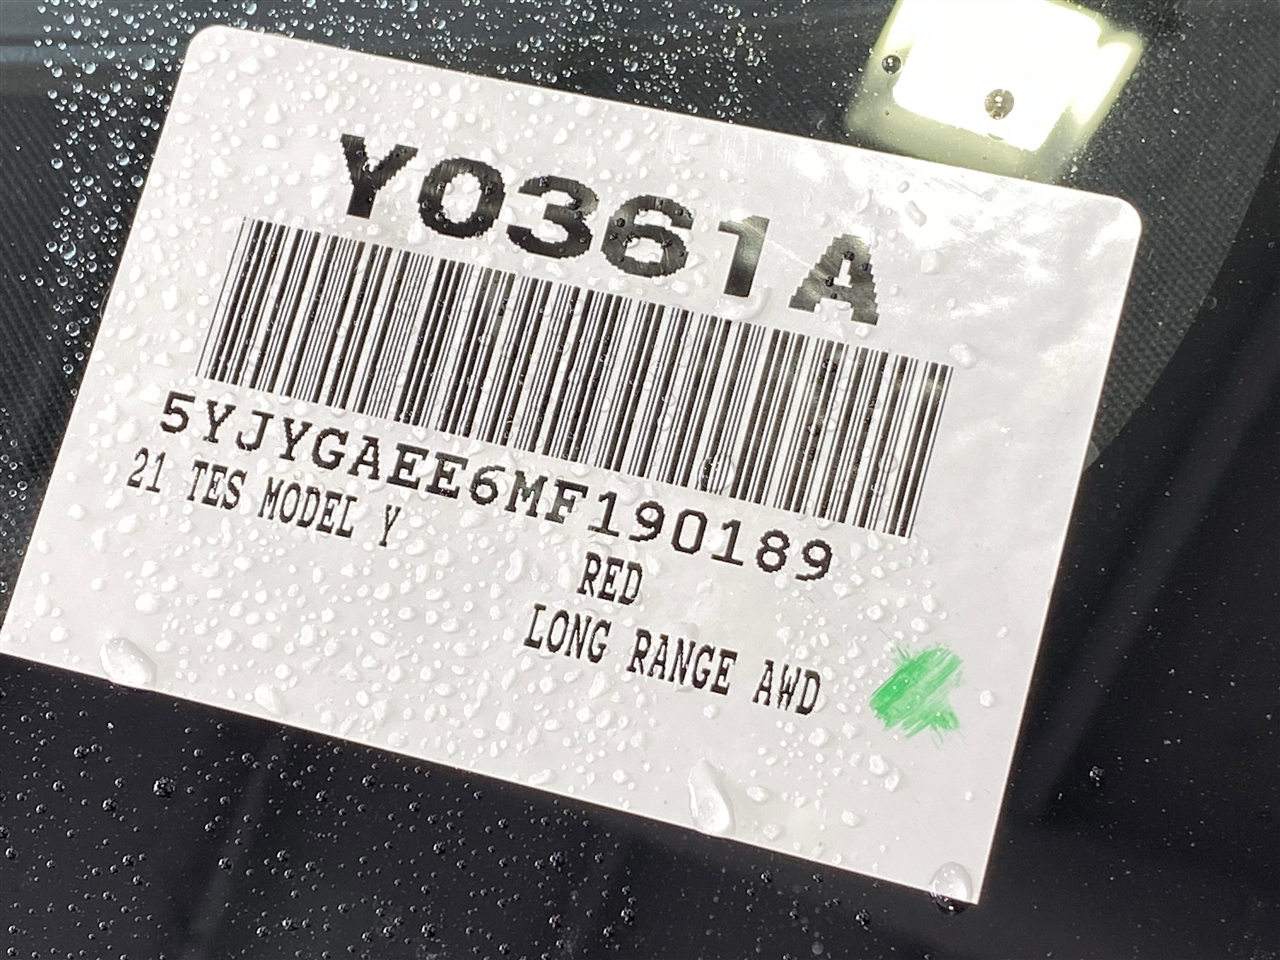 Y0361A
5YJYGAEE6MF190189
21 TES MODEL Y
RED
LONG RANGE AWD